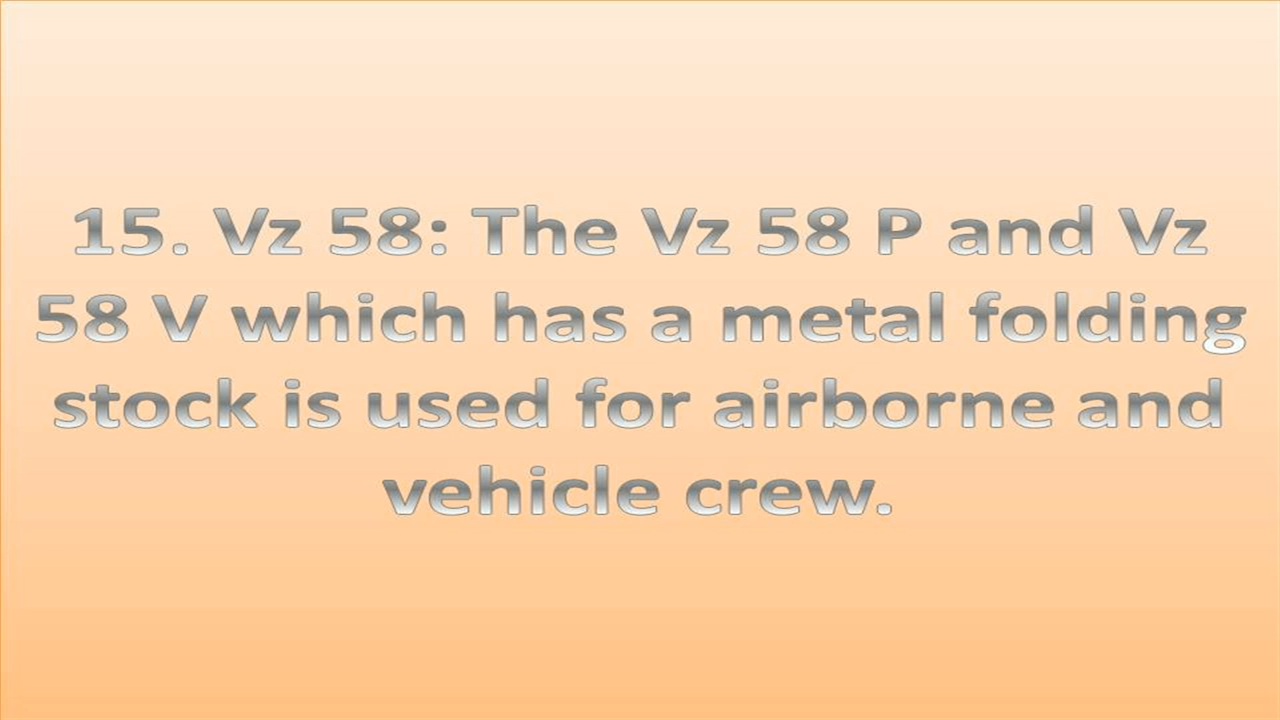 15. Vz 58: The Vz 58 P and Vz
58 V which has a metal folding
stock is used for airborne and
vehicle crew.